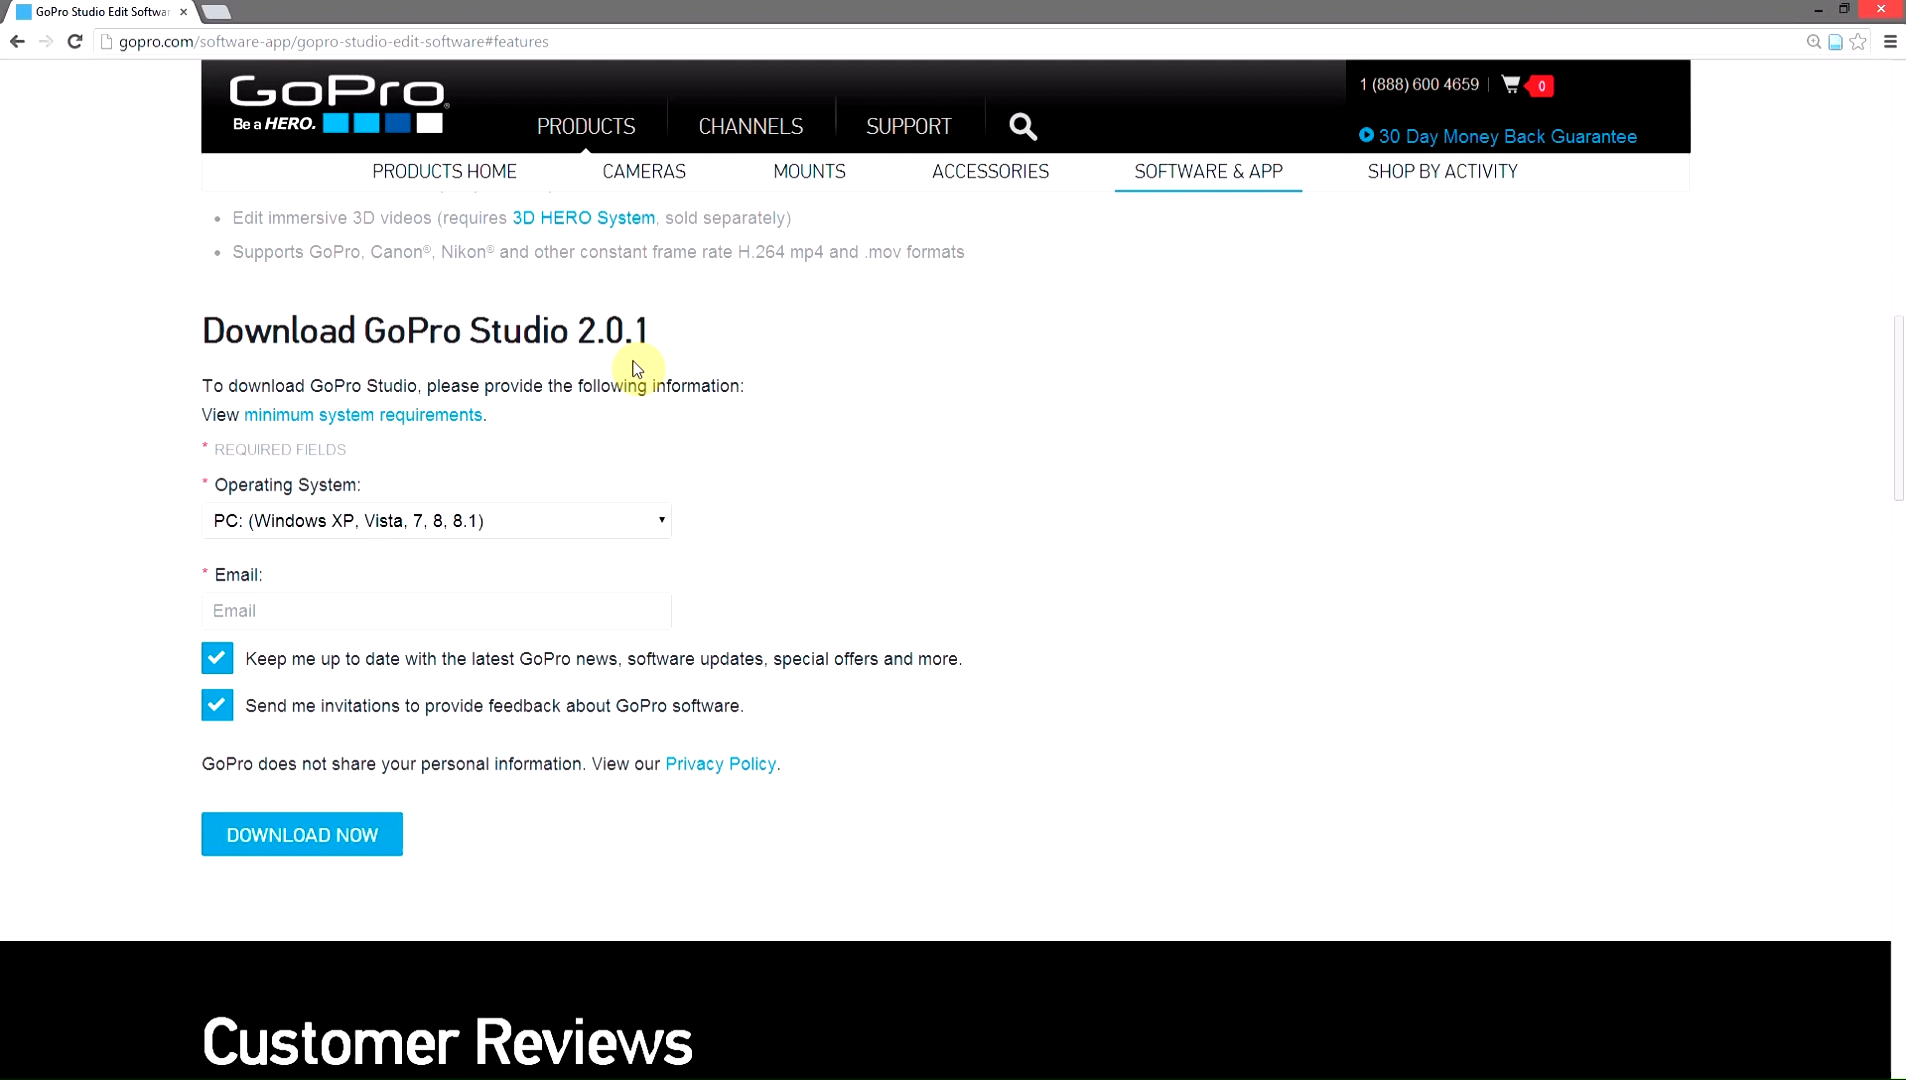 GoPro Studio Edit Softwar
gopro.com/software-app/gopro-studio-edit-software#features
GoPro®
Be a HERO.
PRODUCTS
CHANNELS
SUPPORT
1 (888) 600 4659
0
30 Day Money Back Guarantee
PRODUCTS HOME
CAMERAS
MOUNTS
ACCESSORIES
SOFTWARE & APP
SHOP BY ACTIVITY
• Edit immersive 3D videos (requires 3D HERO System, sold separately)
• Supports GoPro, Canon®, Nikon® and other constant frame rate H.264 mp4 and .mov formats
Download GoPro Studio 2.0.1
To download GoPro Studio, please provide the following information:
View minimum system requirements.
* REQUIRED FIELDS
* Operating System:
PC: (Windows XP, Vista, 7, 8, 8.1)
* Email:
Email
Keep me up to date with the latest GoPro news, software updates, special offers and more.
Send me invitations to provide feedback about GoPro software.
GoPro does not share your personal information. View our Privacy Policy.
DOWNLOAD NOW
Customer Reviews